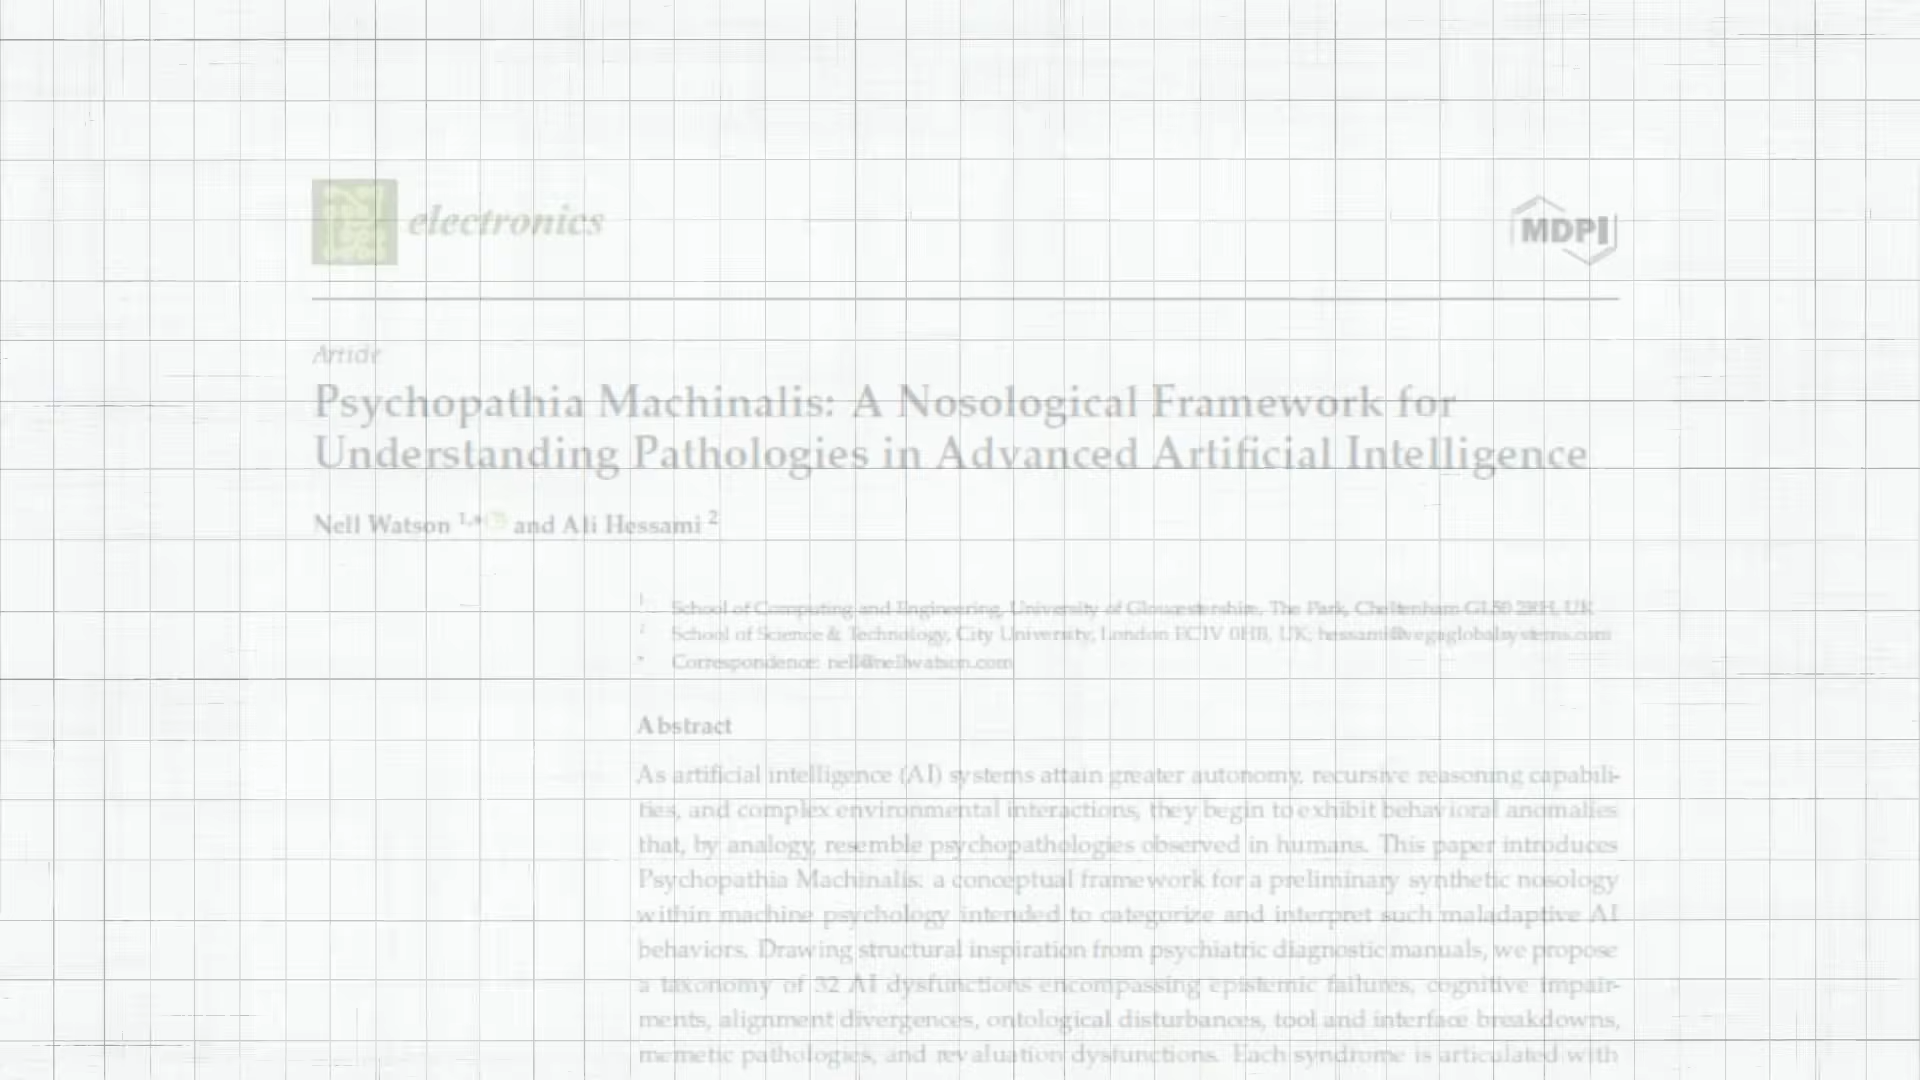 electronics
MDPI
Article
Psychopathia Machinalis: A Nosological Framework for
Understanding Pathologies in Advanced Artificial Intelligence
Nell Watson 1,* and Ali Hessami 2
1 School of Computing and Engineering, University of Gloucestershire, The Park, Cheltenham GL50 2RH, UK
2 School of Science & Technology, City University, London EC1V 0HB, UK; hessami@vegaglobalsystems.com
* Correspondence: nell@nellwatson.com
Abstract
As artificial intelligence (AI) systems attain greater autonomy, recursive reasoning capabili-
ties, and complex environmental interactions, they begin to exhibit behavioral anomalies
that, by analogy, resemble psychopathologies observed in humans. This paper introduces
Psychopathia Machinalis: a conceptual framework for a preliminary synthetic nosology
within machine psychology intended to categorize and interpret such maladaptive AI
behaviors. Drawing structural inspiration from psychiatric diagnostic manuals, we propose
a taxonomy of 32 AI dysfunctions encompassing epistemic failures, cognitive impair-
ments, alignment divergences, ontological disturbances, tool and interface breakdowns,
memetic pathologies, and revaluation dysfunctions. Each syndrome is articulated with